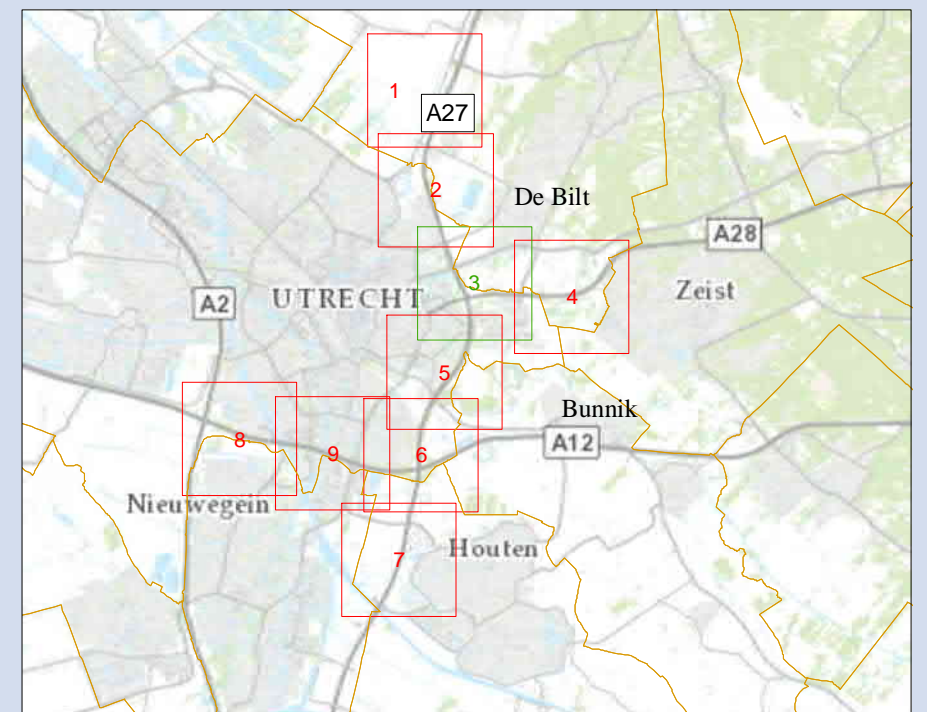 1
A27
2
De Bilt
A28
3
4
Zeist
A2
UTRECHT
5
Bunnik
A12
8
9
6
Nieuwegein
Houten
7